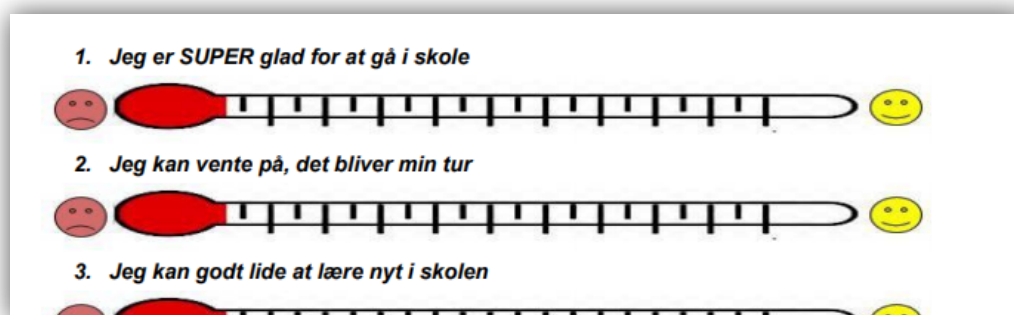 1. Jeg er SUPER glad for at gå i skole
2. Jeg kan vente på, det bliver min tur
3. Jeg kan godt lide at lære nyt i skolen